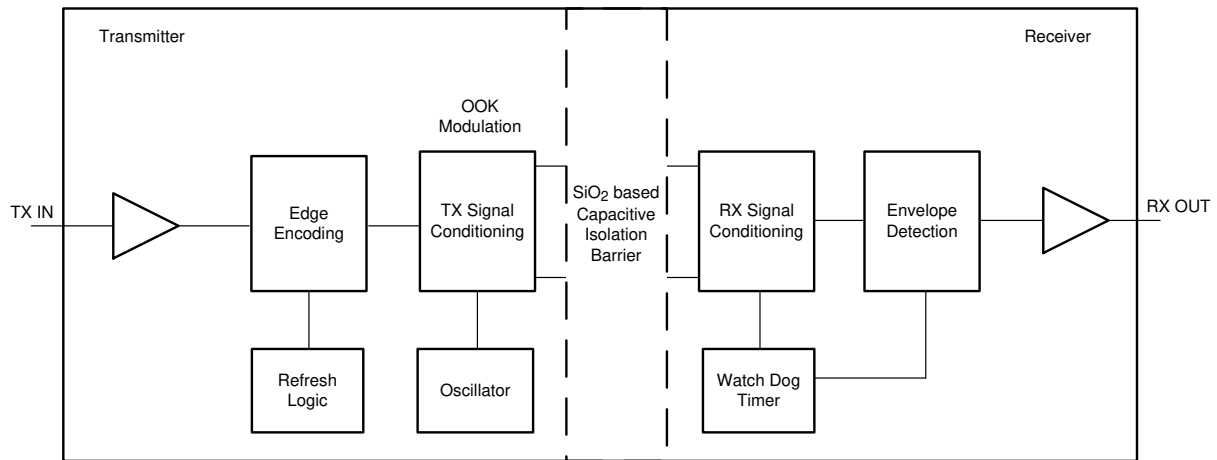 Transmitter
Receiver
OOK
Modulation
TX IN
Edge
Encoding
TX Signal
Conditioning
SiO₂ based
Capacitive
Isolation
Barrier
RX Signal
Conditioning
Envelope
Detection
RX OUT
Refresh
Logic
Oscillator
Watch Dog
Timer